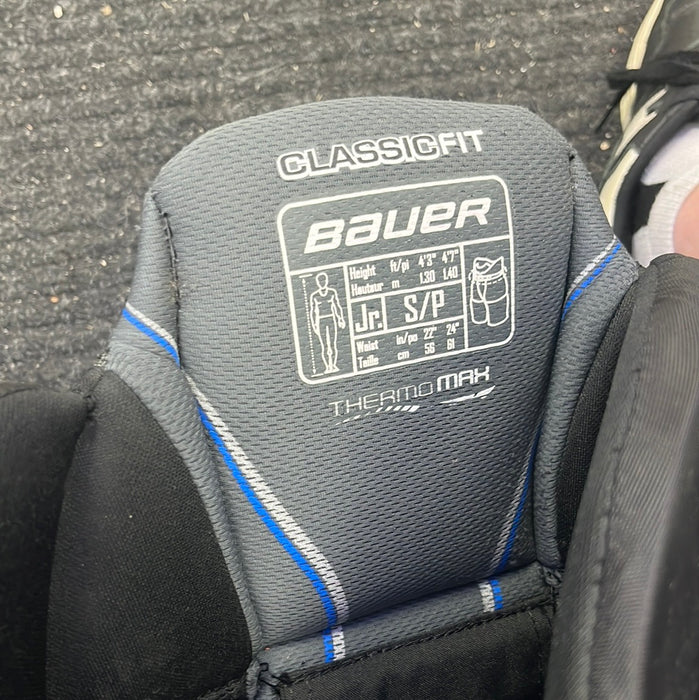 CLASSICFIT
BAUER
Height ft/pi 4'3" 4'7"
Hauteur m 1.30 1.40
Jr. S/P
Waist in/po 22" 24"
Taille cm 56 61
THERMOMAX